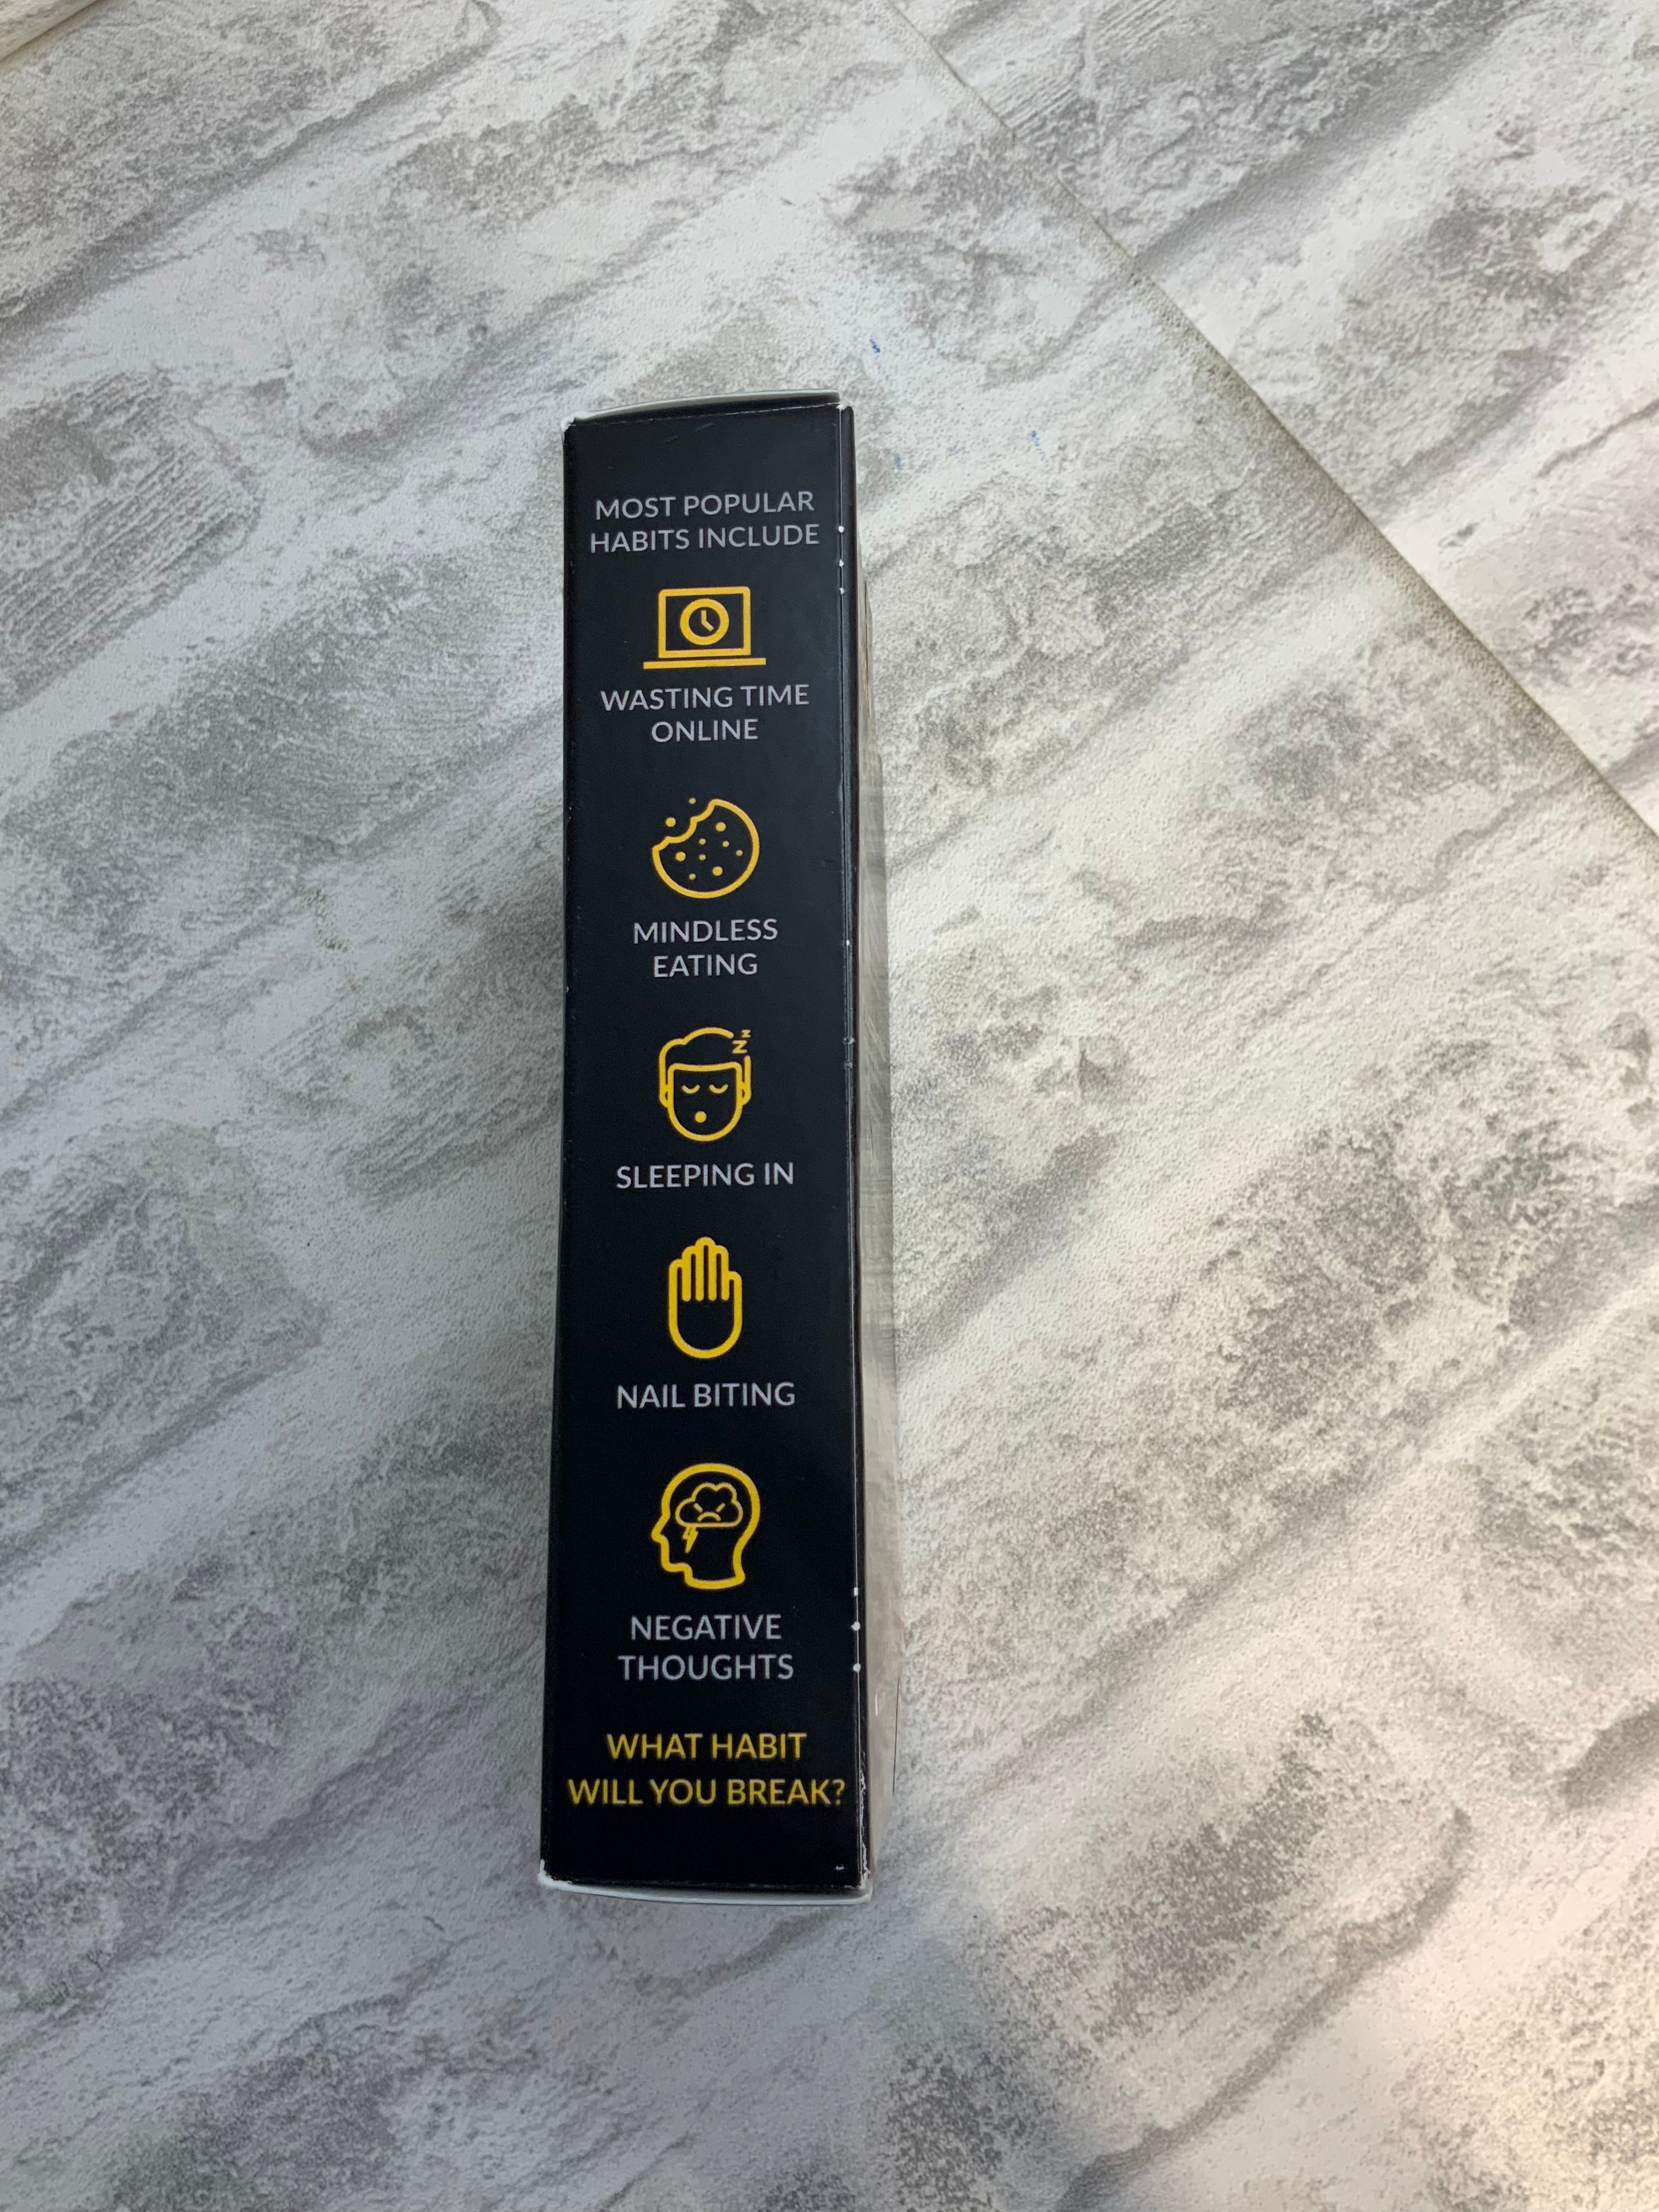 MOST POPULAR
HABITS INCLUDE
WASTING TIME
ONLINE
MINDLESS
EATING
Z Z
SLEEPING IN
NAIL BITING
NEGATIVE
THOUGHTS
WHAT HABIT
WILL YOU BREAK?